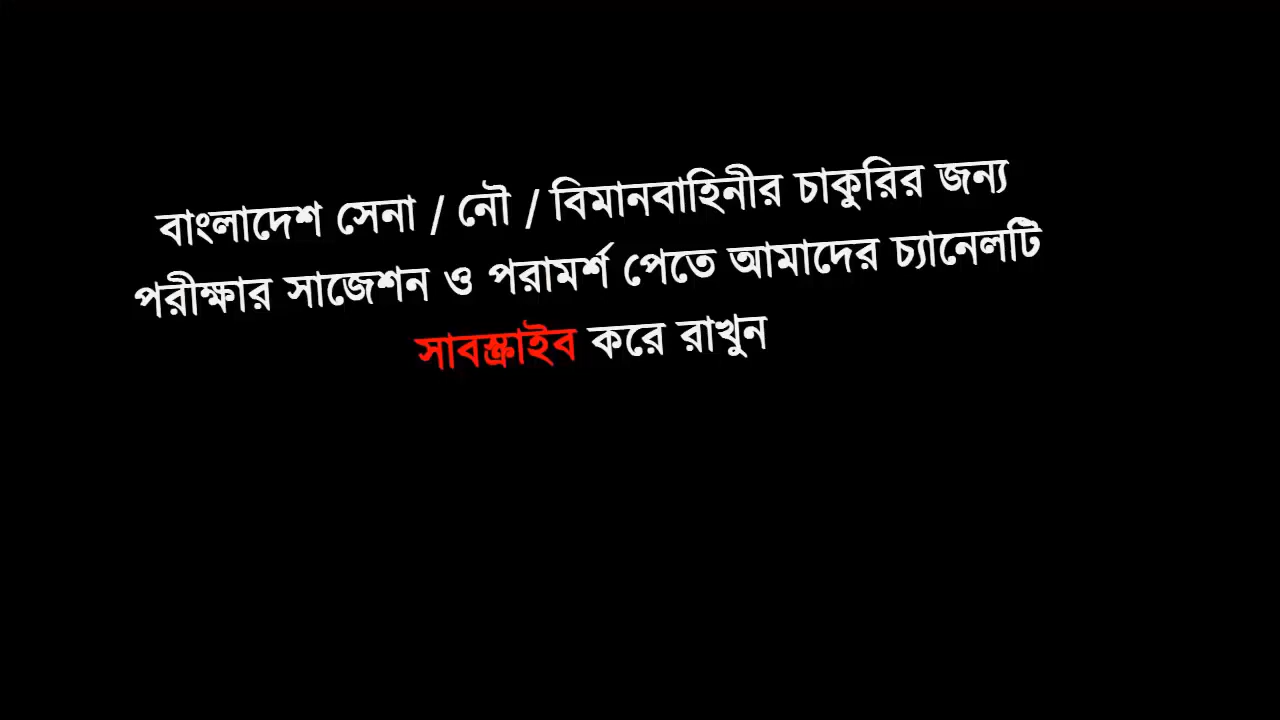 বাংলাদেশ সেনা / নৌ / বিমানবাহিনীর চাকুরির জন্য
পরীক্ষার সাজেশন ও পরামর্শ পেতে আমাদের চ্যানেলটি
সাবস্ক্রাইব করে রাখুন